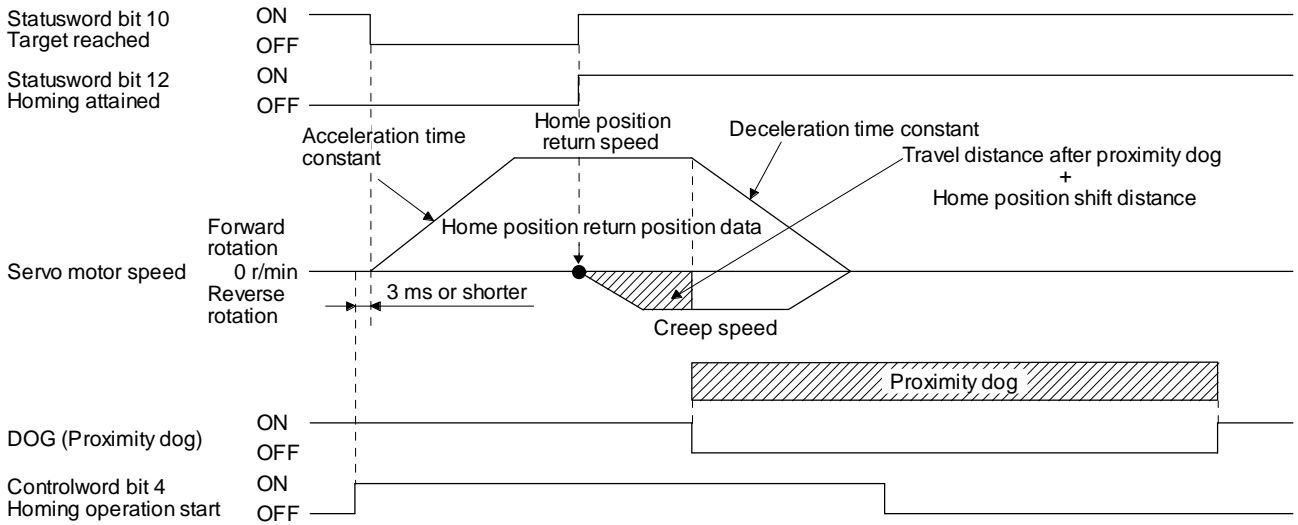 Statusword bit 10
Target reached
ON
OFF
Statusword bit 12
Homing attained
ON
OFF
Acceleration time
constant
Home position
return speed
Deceleration time constant
Travel distance after proximity dog
+
Home position shift distance
Home position return position data
Servo motor speed
Forward
rotation
0 r/min
Reverse
rotation
3 ms or shorter
Creep speed
Proximity dog
DOG (Proximity dog)
ON
OFF
Controlword bit 4
Homing operation start
ON
OFF